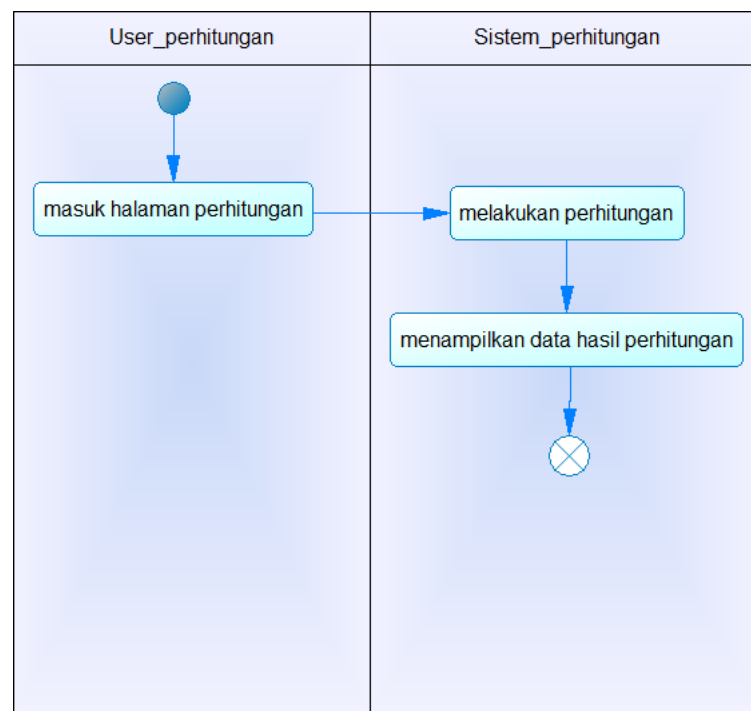 User_perhitungan
Sistem_perhitungan
masuk halaman perhitungan
melakukan perhitungan
menampilkan data hasil perhitungan